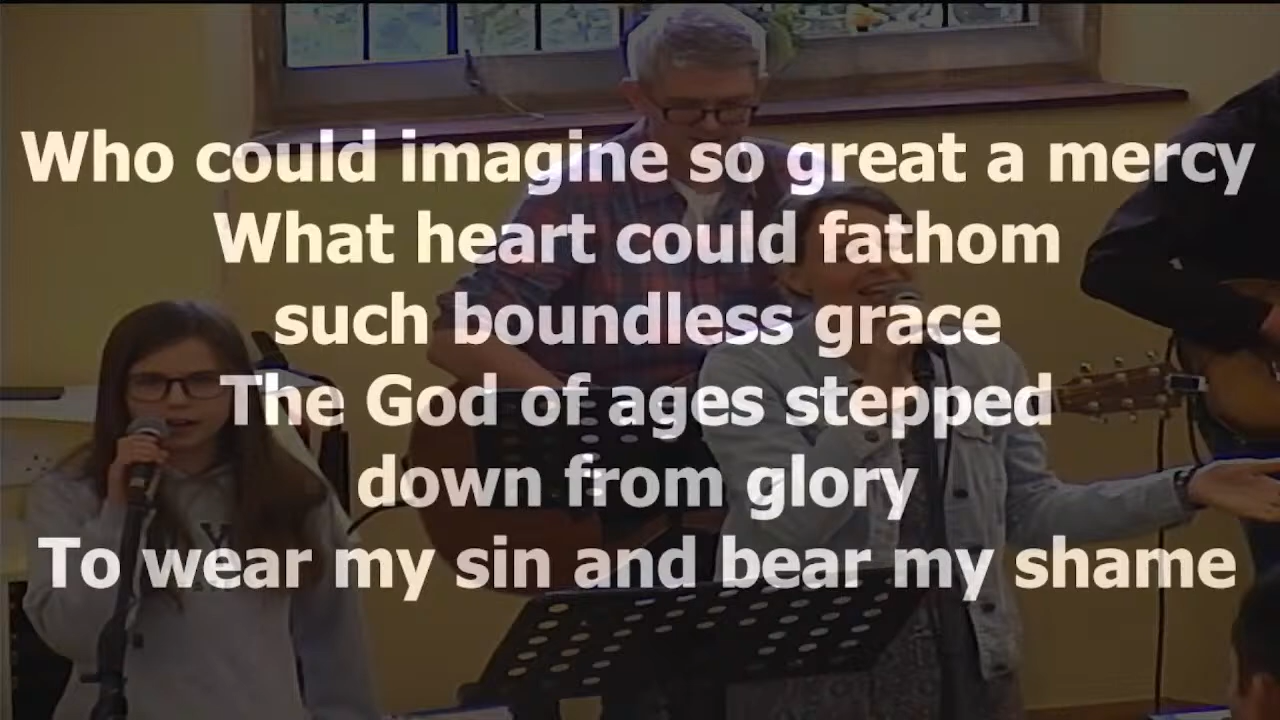 Who could imagine so great a mercy
What heart could fathom
such boundless grace
The God of ages stepped
down from glory
To wear my sin and bear my shame